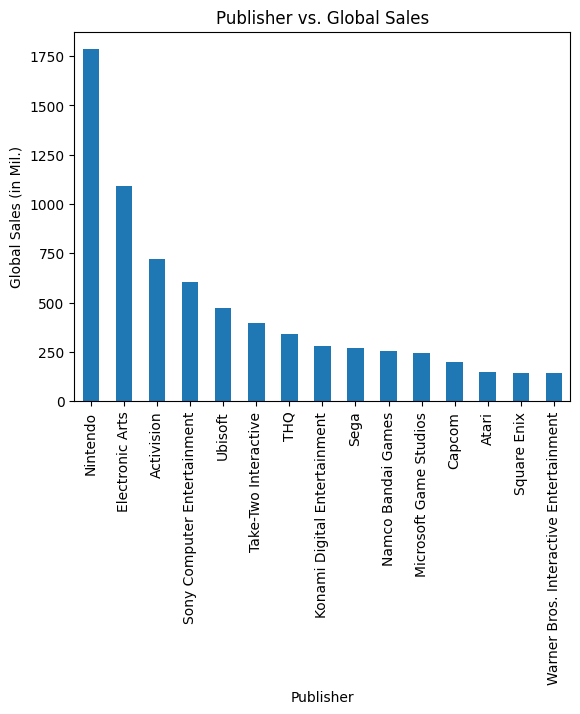 Publisher vs. Global Sales
Global Sales (in Mil.)
1750
1500
1250
1000
750
500
250
0
Nintendo
Electronic Arts
Activision
Sony Computer Entertainment
Ubisoft
Take-Two Interactive
THQ
Konami Digital Entertainment
Sega
Namco Bandai Games
Microsoft Game Studios
Capcom
Atari
Square Enix
Warner Bros. Interactive Entertainment
Publisher